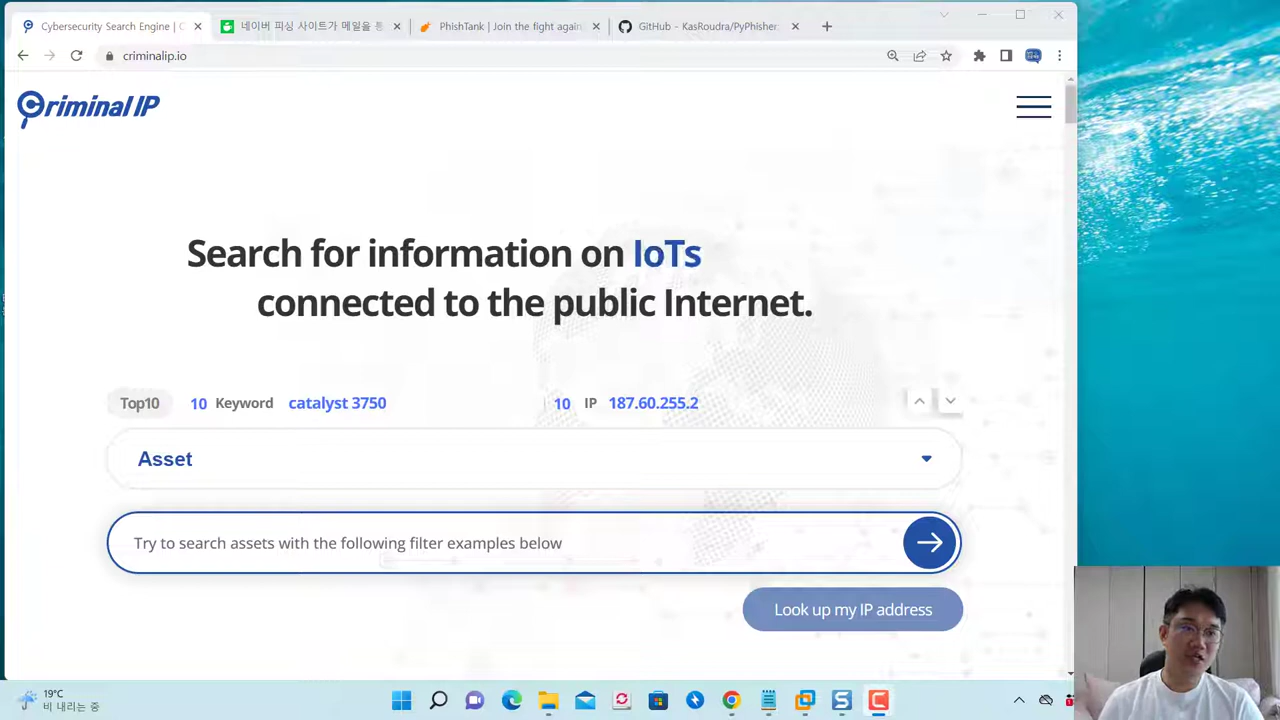 Cybersecurity Search Engine | C
네이버 피싱 사이트가 메일을 통
PhishTank | Join the fight again
GitHub - KasRoudra/PyPhisher
criminalip.io
Criminal IP
Search for information on IoTs
connected to the public Internet.
Top10 10 Keyword catalyst 3750 10 IP 187.60.255.2
Asset
Try to search assets with the following filter examples below
Look up my IP address
19°C
비 내리는 중